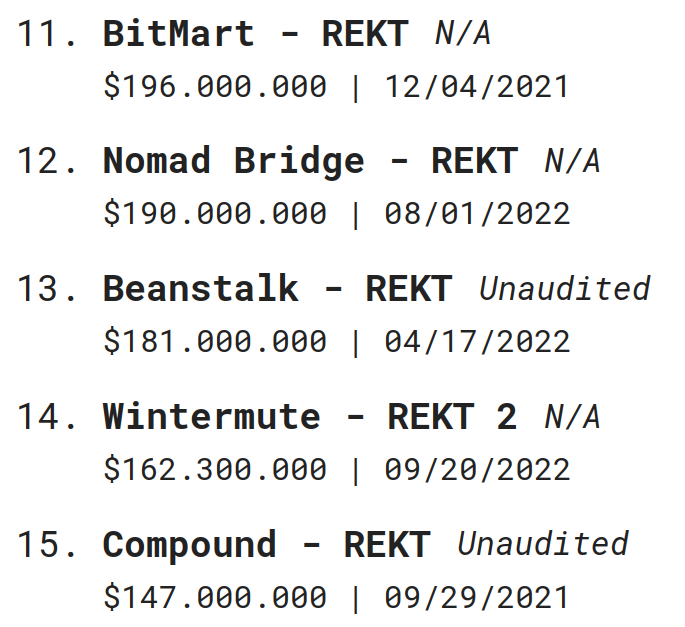 11. BitMart - REKT N/A
$196.000.000 | 12/04/2021
12. Nomad Bridge - REKT N/A
$190.000.000 | 08/01/2022
13. Beanstalk - REKT Unaudited
$181.000.000 | 04/17/2022
14. Wintermute - REKT 2 N/A
$162.300.000 | 09/20/2022
15. Compound - REKT Unaudited
$147.000.000 | 09/29/2021